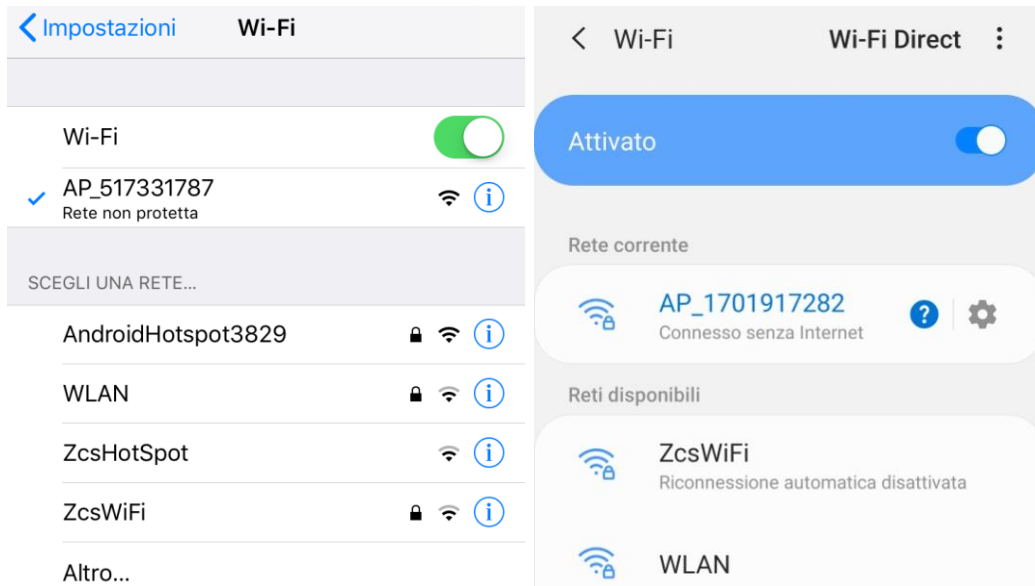 Impostazioni Wi-Fi
Wi-Fi
AP_517331787
Rete non protetta
SCEGLI UNA RETE...
AndroidHotspot3829
WLAN
ZcsHotSpot
ZcsWiFi
Altro...
Wi-Fi Wi-Fi Direct
Attivato
Rete corrente
AP_1701917282
Connesso senza Internet
Reti disponibili
ZcsWiFi
Riconnessione automatica disattivata
WLAN